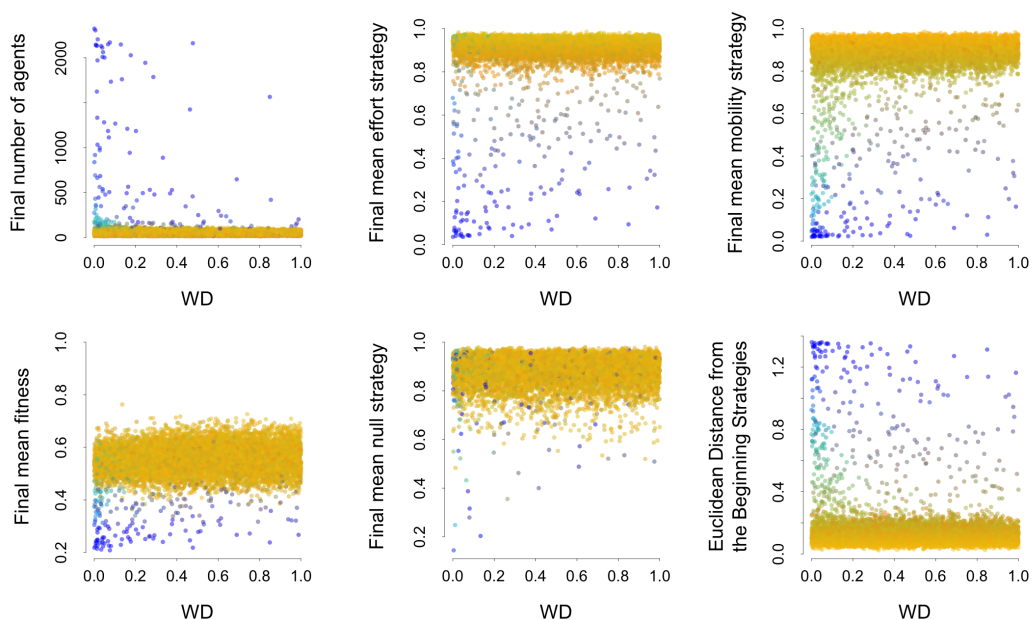 Final number of agents
0 500 1000 2000
0.0 0.2 0.4 0.6 0.8 1.0
WD
Final mean effort strategy
0.0 0.2 0.4 0.6 0.8 1.0
0.0 0.2 0.4 0.6 0.8 1.0
WD
Final mean mobility strategy
0.0 0.2 0.4 0.6 0.8 1.0
0.0 0.2 0.4 0.6 0.8 1.0
WD
Final mean fitness
0.2 0.4 0.6 0.8 1.0
0.0 0.2 0.4 0.6 0.8 1.0
WD
Final mean null strategy
0.2 0.4 0.6 0.8 1.0
0.0 0.2 0.4 0.6 0.8 1.0
WD
Euclidean Distance from
the Beginning Strategies
0.0 0.4 0.8 1.2
0.0 0.2 0.4 0.6 0.8 1.0
WD